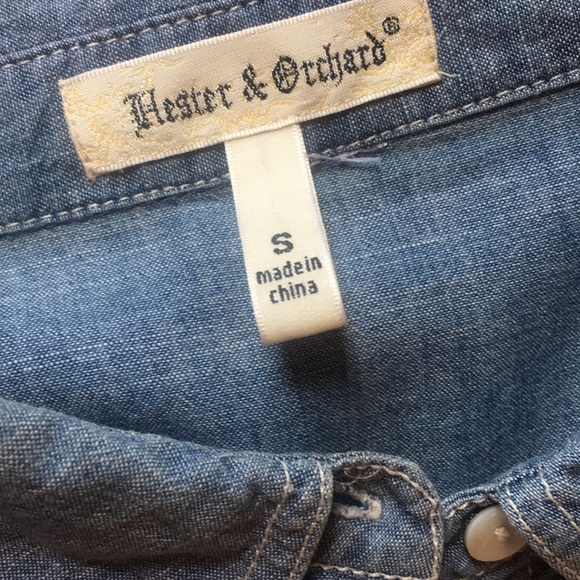 Hester & Orchard®
S
made in
china